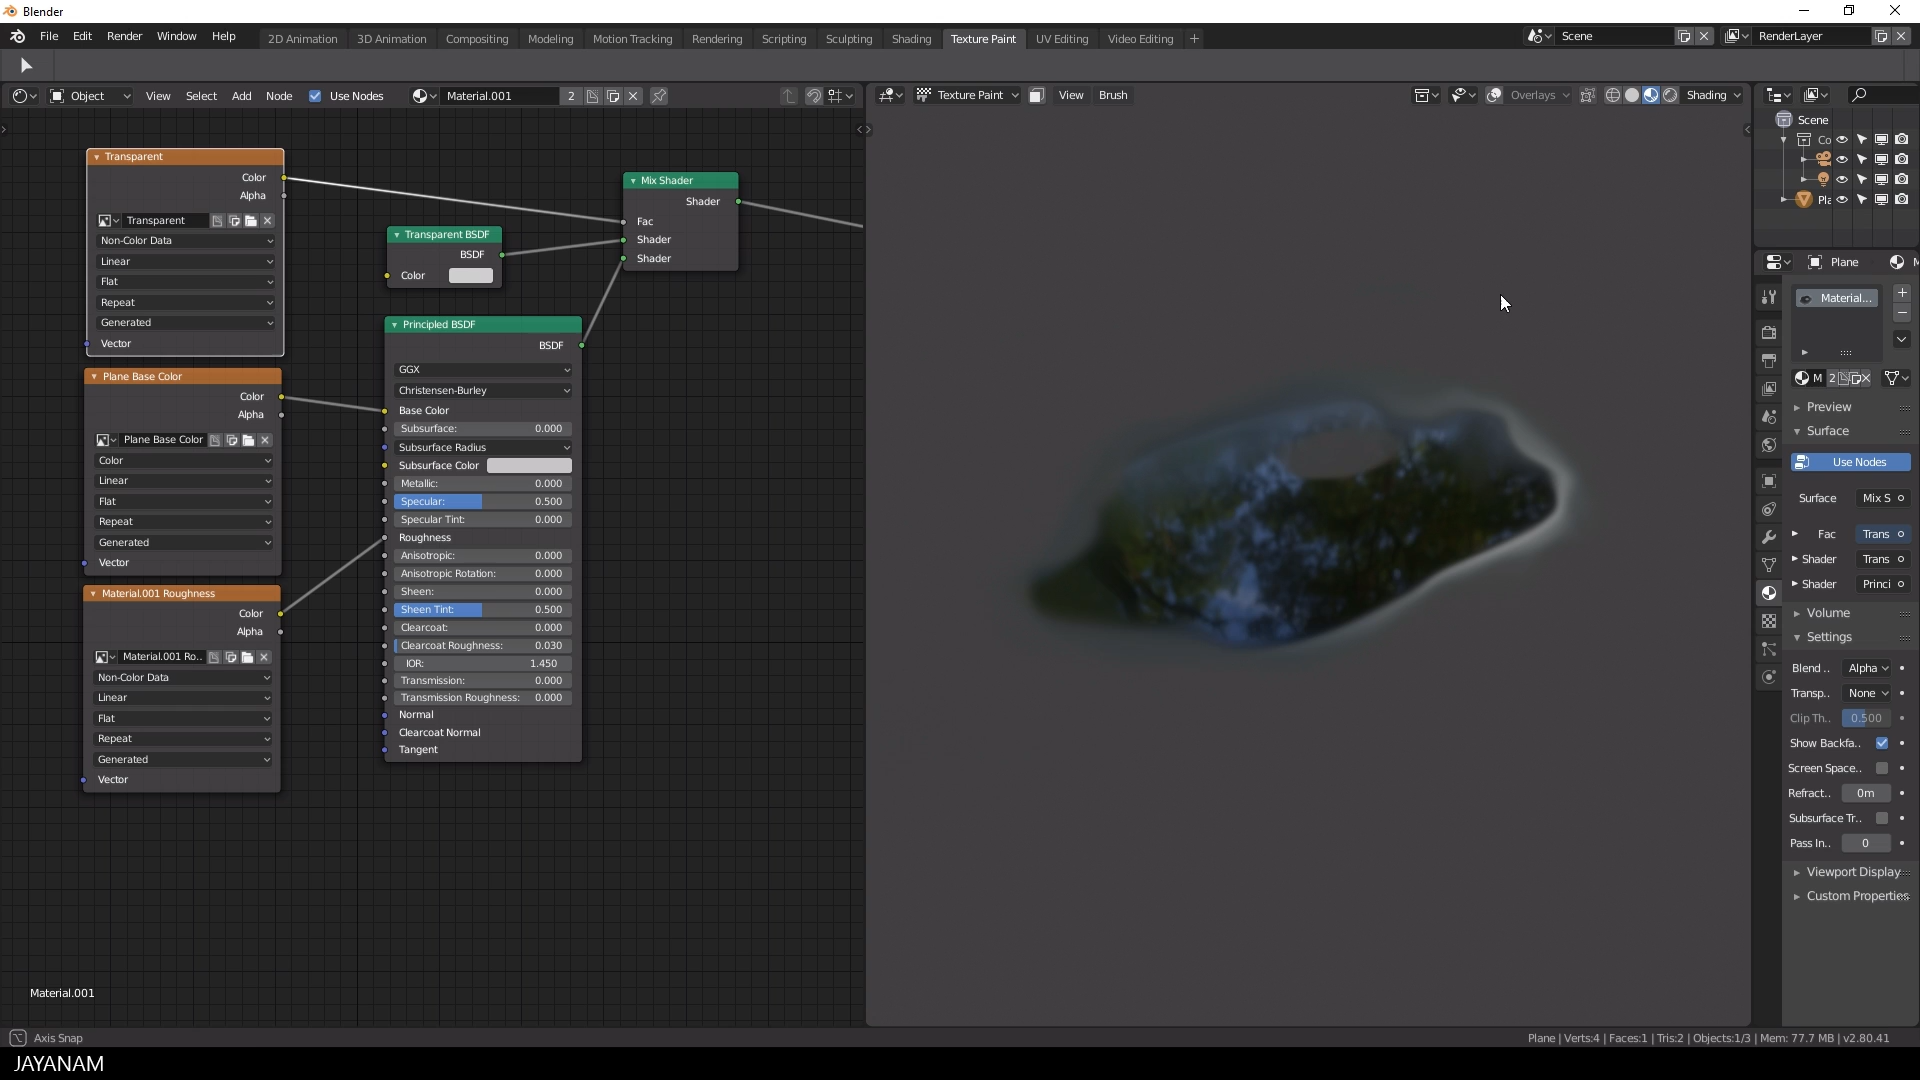 Blender
File Edit Render Window Help 2D Animation 3D Animation Compositing Modeling Motion Tracking Rendering Scripting Sculpting Shading Texture Paint UV Editing Video Editing + Scene RenderLayer
Object View Select Add Node Use Nodes Material.001 2
Texture Paint View Brush Overlays Shading
Transparent
Color
Alpha
Transparent
Non-Color Data
Linear
Flat
Repeat
Generated
Vector
Plane Base Color
Color
Alpha
Plane Base Color
Color
Linear
Flat
Repeat
Generated
Vector
Material.001 Roughness
Color
Alpha
Material.001 Ro..
Non-Color Data
Linear
Flat
Repeat
Generated
Vector
Transparent BSDF
BSDF
Color
Principled BSDF
BSDF
GGX
Christensen-Burley
Base Color
Subsurface: 0.000
Subsurface Radius
Subsurface Color
Metallic: 0.000
Specular: 0.500
Specular Tint: 0.000
Roughness
Anisotropic: 0.000
Anisotropic Rotation: 0.000
Sheen: 0.000
Sheen Tint: 0.500
Clearcoat: 0.000
Clearcoat Roughness: 0.030
IOR: 1.450
Transmission: 0.000
Transmission Roughness: 0.000
Normal
Clearcoat Normal
Tangent
Mix Shader
Shader
Fac
Shader
Shader
Material.001
Scene
Co
Pla
Plane M
Material...
M 2
Preview
Surface
Use Nodes
Surface Mix S
Fac Trans
Shader Trans
Shader Princi
Volume
Settings
Blend .. Alpha
Transp.. None
Clip Th.. 0.500
Show Backfa..
Screen Space..
Refract.. 0m
Subsurface Tr..
Pass In.. 0
Viewport Display
Custom Properties
Axis Snap
Plane | Verts:4 | Faces:1 | Tris:2 | Objects:1/3 | Mem: 77.7 MB | v2.80.41
JAYANAM